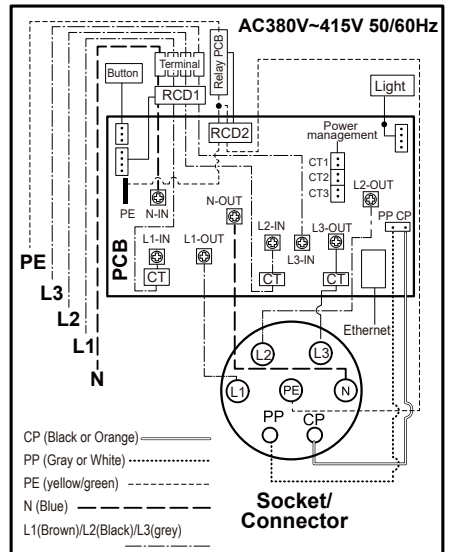 AC380V~415V 50/60Hz
Relay PCB
Terminal
Button
Light
RCD1
RCD2
Power
management
CT1
CT2
CT3
L2-OUT
PE
N-IN
N-OUT
PP CP
L1-IN
L1-OUT
L2-IN
L3-OUT
L3-IN
PCB
CT
CT
CT
Ethernet
PE
L3
L2
L1
N
L2
L3
L1
PE
N
PP
CP
CP (Black or Orange)
PP (Gray or White)
PE (yellow/green)
N (Blue)
L1(Brown)/L2(Black)/L3(grey)
Socket/
Connector